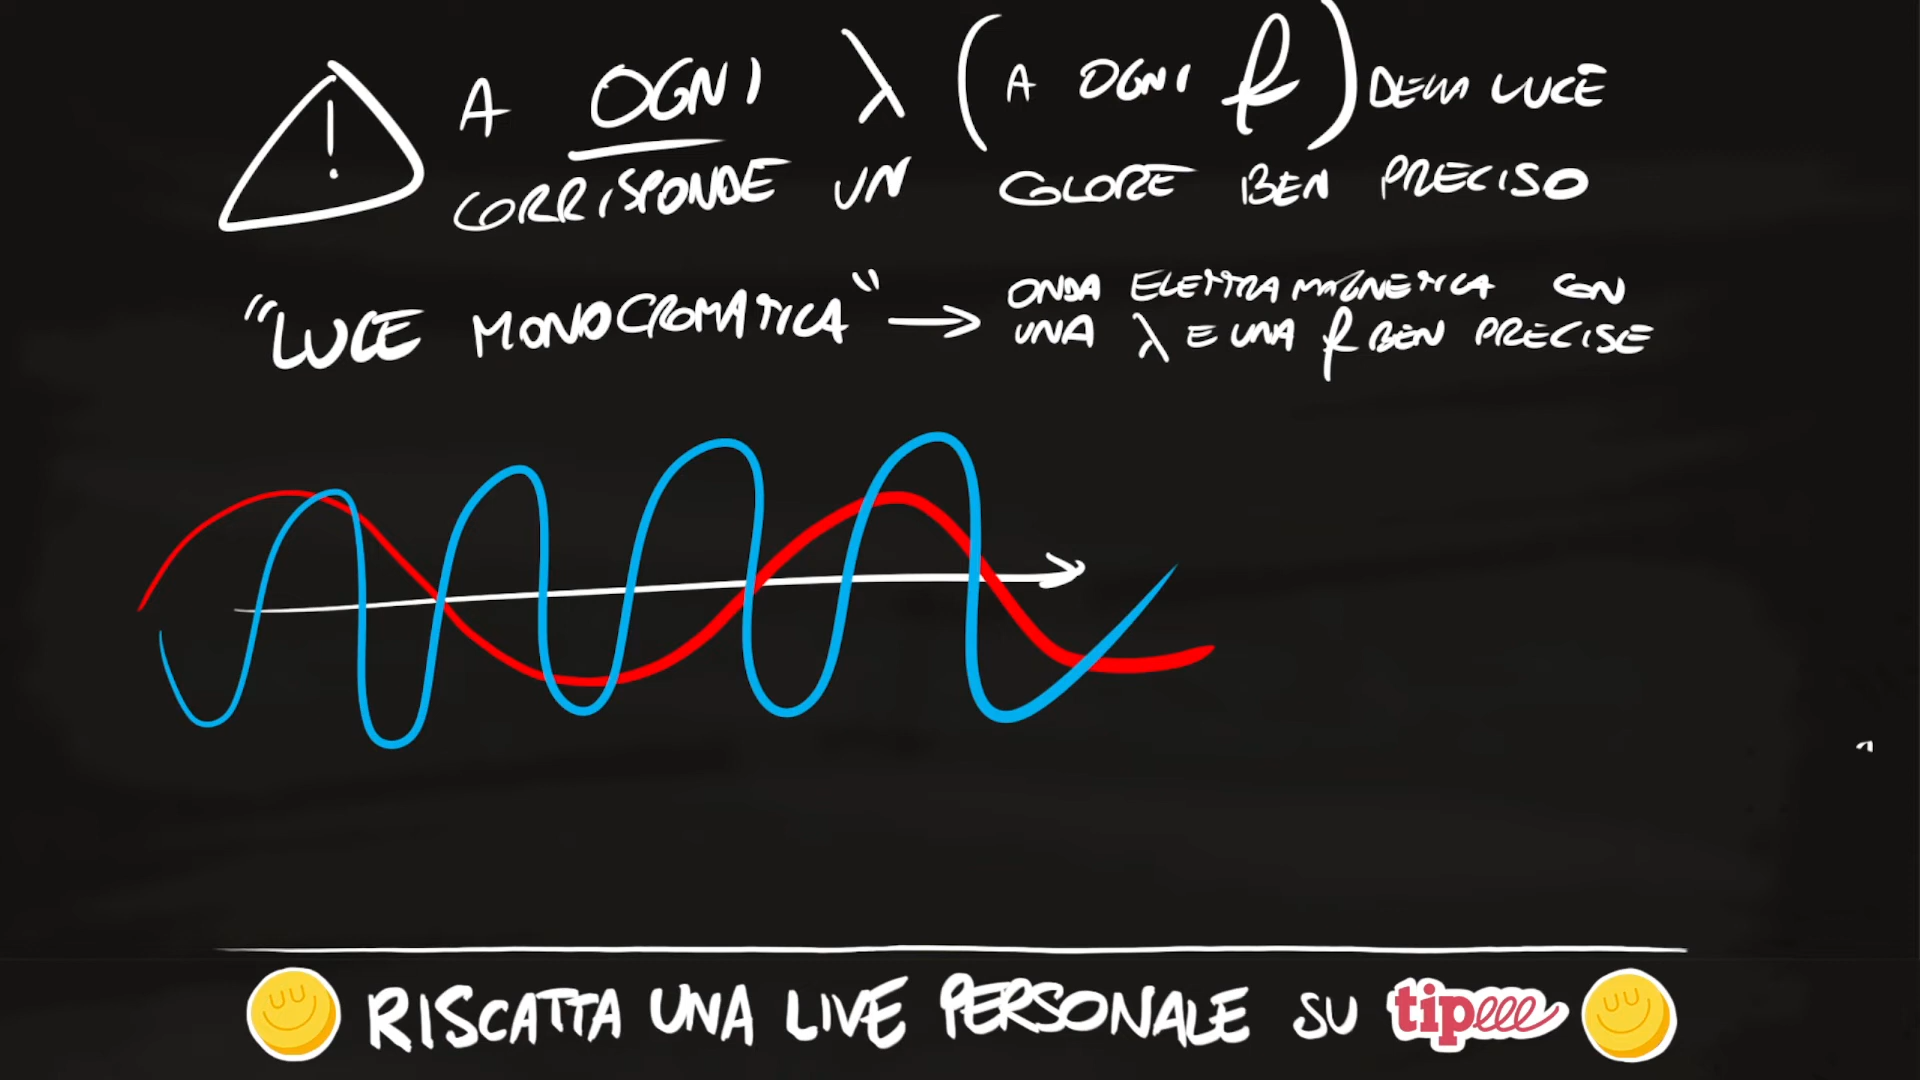 ! A OGNI λ (A OGNI f) DELLA LUCE
CORRISPONDE UN COLORE BEN PRECISO
"LUCE MONOCROMATICA" → ONDA ELETTRAMAGNETICA CON
UNA λ E UNA f BEN PRECISE
RISCATTA UNA LIVE PERSONALE SU tipeee